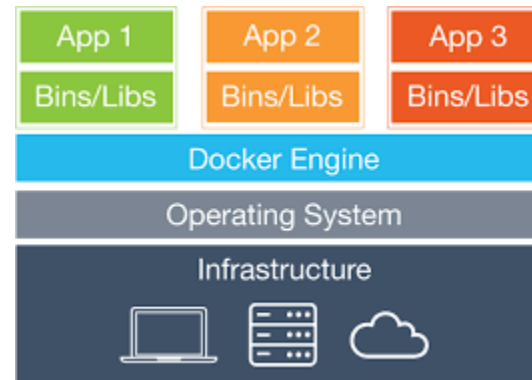 App 1
App 2
App 3
Bins/Libs
Bins/Libs
Bins/Libs
Docker Engine
Operating System
Infrastructure